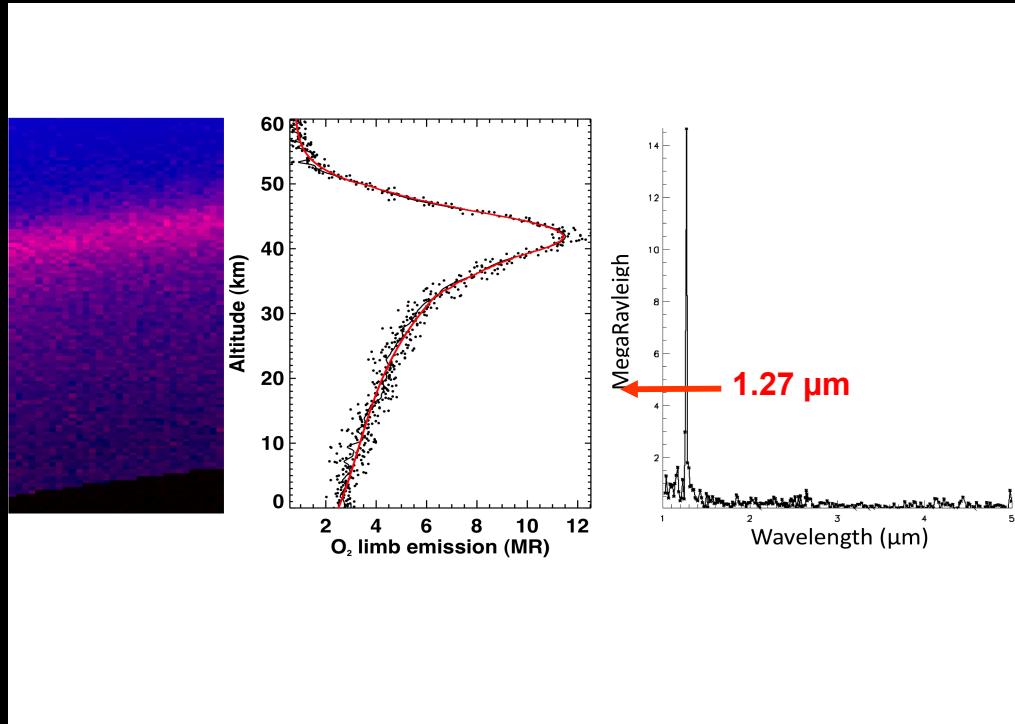 60
50
40
30
20
10
0
Altitude (km)
2 4 6 8 10 12
O₂ limb emission (MR)
MegaRayleigh
14
12
10
8
6
4
2
1.27 µm
1 2 3 4 5
Wavelength (µm)